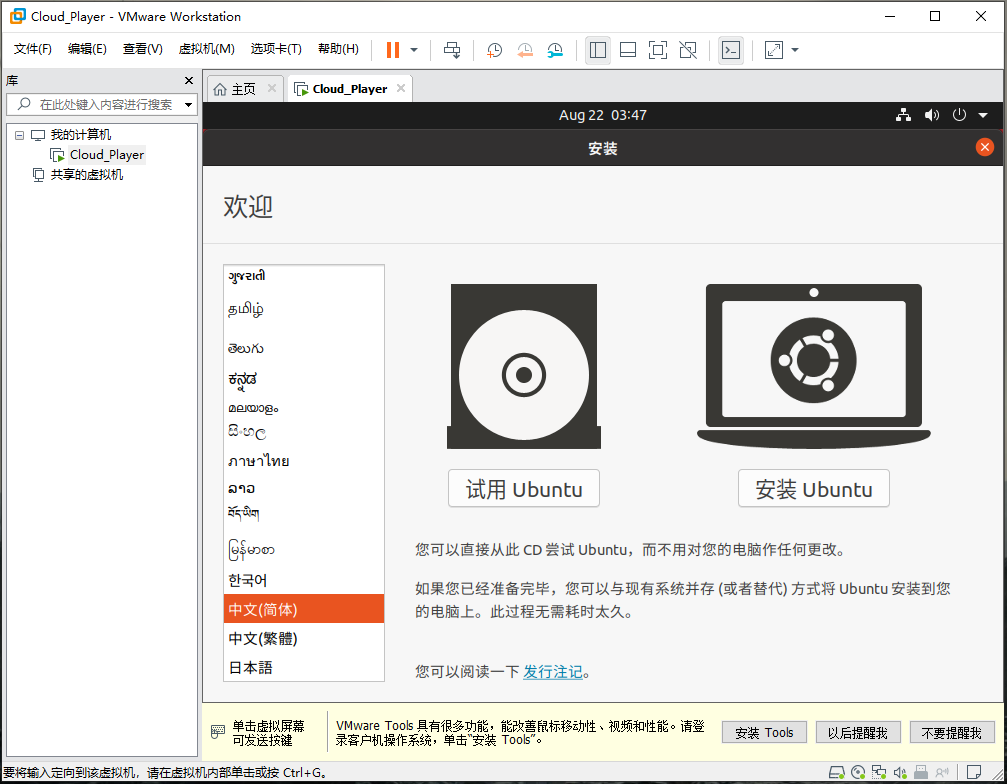 Cloud_Player - VMware Workstation
文件(F) 编辑(E) 查看(V) 虚拟机(M) 选项卡(T) 帮助(H)
库
在此处键入内容进行搜索
我的计算机
Cloud_Player
共享的虚拟机
主页 Cloud_Player
Aug 22 03:47
安装
欢迎
ગુજરાતી
தமிழ்
తెలుగు
ಕನ್ನಡ
മലയാളം
සිංහල
ภาษาไทย
ລາວ
བོད་ཡིག
မြန်မာစာ
한국어
中文(简体)
中文(繁體)
日本語
试用 Ubuntu
安装 Ubuntu
您可以直接从此 CD 尝试 Ubuntu，而不用对您的电脑作任何更改。
如果您已经准备完毕，您可以与现有系统并存 (或者替代) 方式将 Ubuntu 安装到您
的电脑上。此过程无需耗时太久。
您可以阅读一下 发行注记。
单击虚拟屏幕
可发送按键
VMware Tools 具有很多功能，能改善鼠标移动性、视频和性能。请登
录客户机操作系统，单击“安装 Tools”。
安装 Tools
以后提醒我
不要提醒我
要将输入定向到该虚拟机，请在虚拟机内部单击或按 Ctrl+G。